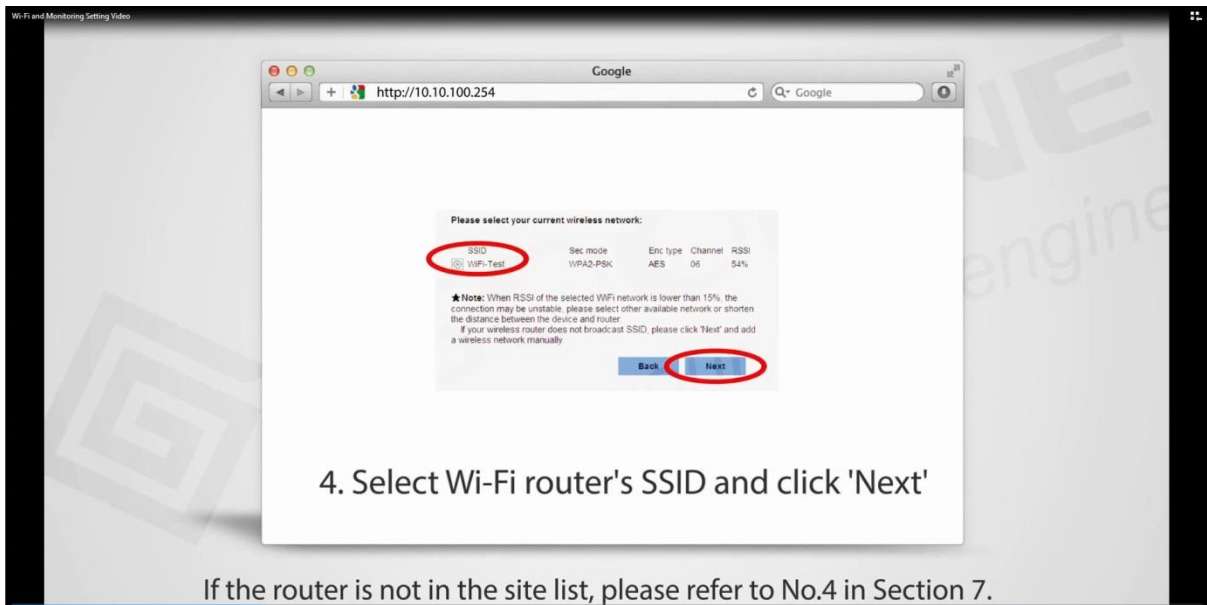 Wi-Fi and Monitoring Setting Video
Google
http://10.10.100.254
Google
Please select your current wireless network:
SSID Sec mode Enc type Channel RSSI
WiFi-Test WPA2-PSK AES 06 54%
★Note: When RSSI of the selected WiFi network is lower than 15%, the
connection may be unstable, please select other available network or shorten
the distance between the device and router.
If your wireless router does not broadcast SSID, please click 'Next' and add
a wireless network manually
Back Next
4. Select Wi-Fi router's SSID and click 'Next'
If the router is not in the site list, please refer to No.4 in Section 7.
engine